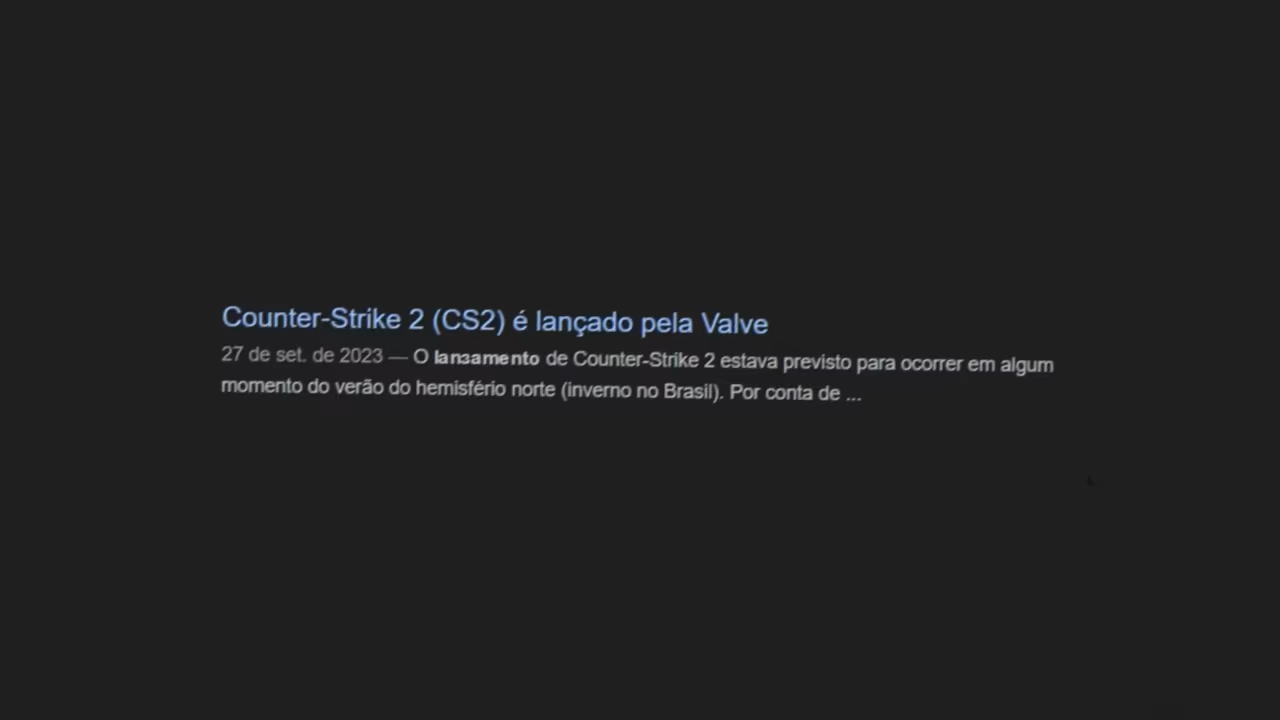 Counter-Strike 2 (CS2) é lançado pela Valve
27 de set. de 2023 — O lansamento de Counter-Strike 2 estava previsto para ocorrer em algum
momento do verão do hemisfério norte (inverno no Brasil). Por conta de ...